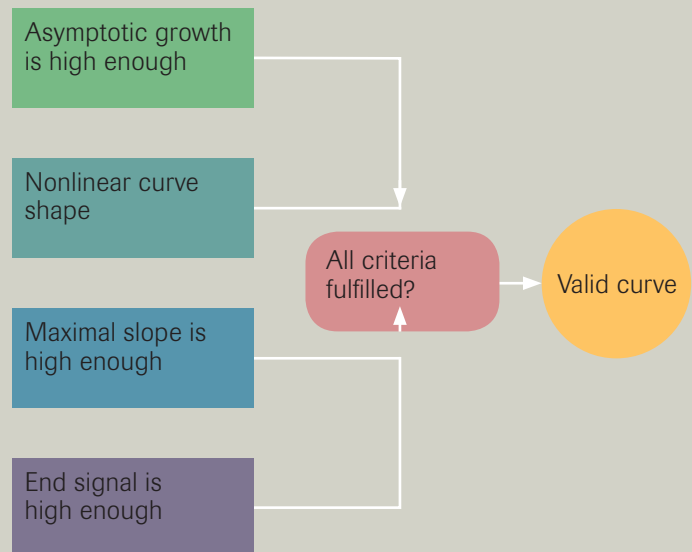 Asymptotic growth
is high enough
Nonlinear curve
shape
Maximal slope is
high enough
End signal is
high enough
All criteria
fulfilled?
Valid curve